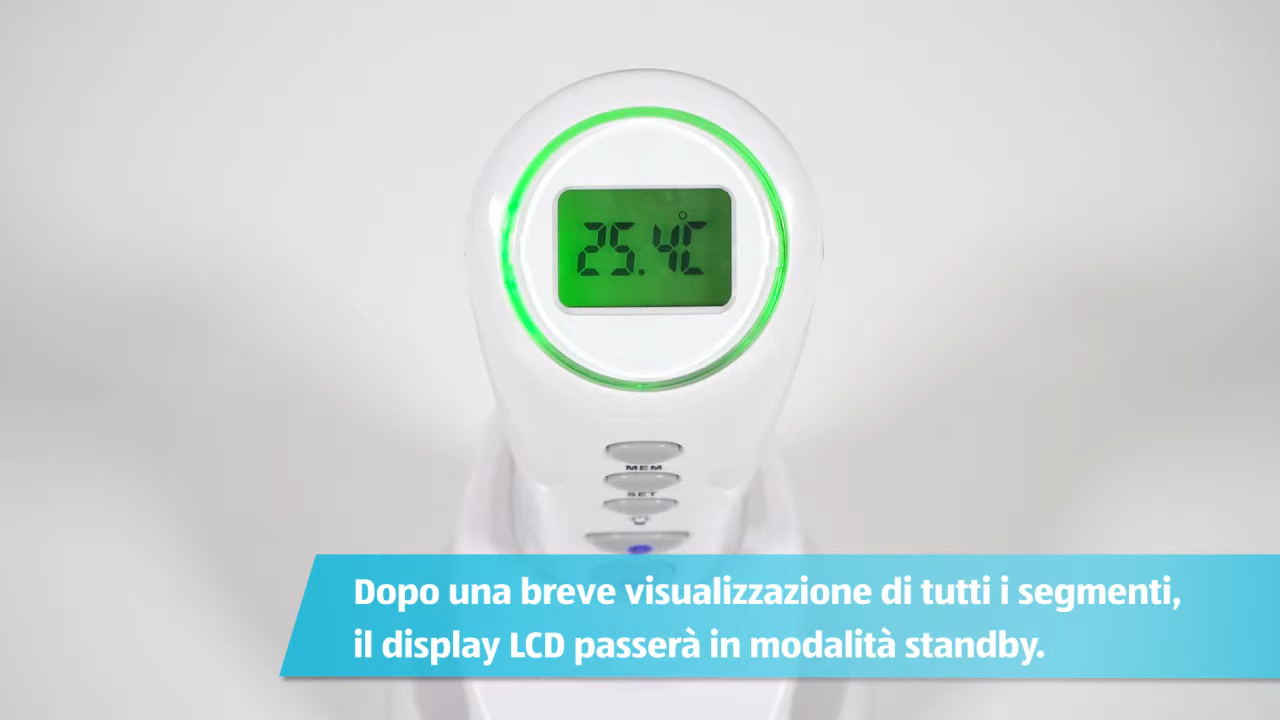 25.4°C
MEM
SET
Dopo una breve visualizzazione di tutti i segmenti,
il display LCD passerà in modalità standby.